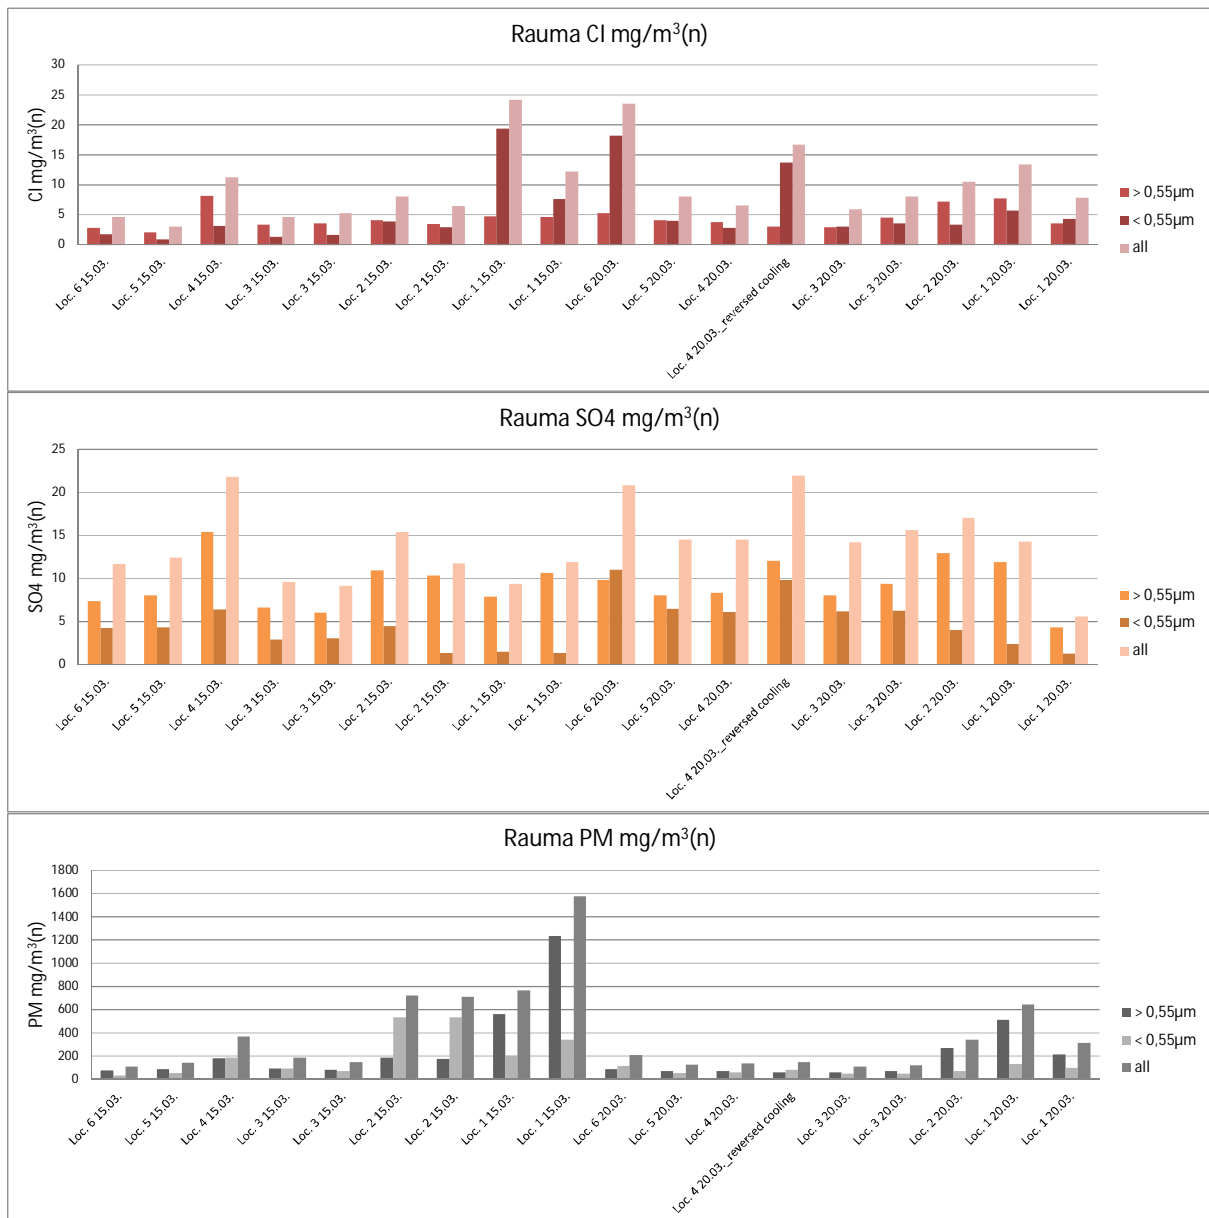 Rauma Cl mg/m³(n)
30
25
20
15
10
5
0
Cl mg/m³(n)
> 0,55µm
< 0,55µm
all
Loc. 6 15.03.
Loc. 5 15.03.
Loc. 4 15.03.
Loc. 3 15.03.
Loc. 3 15.03.
Loc. 2 15.03.
Loc. 2 15.03.
Loc. 1 15.03.
Loc. 1 15.03.
Loc. 6 20.03.
Loc. 5 20.03.
Loc. 4 20.03.
Loc. 4 20.03._reversed cooling
Loc. 3 20.03.
Loc. 3 20.03.
Loc. 2 20.03.
Loc. 1 20.03.
Loc. 1 20.03.
Rauma SO4 mg/m³(n)
25
20
15
10
5
0
SO4 mg/m³(n)
> 0,55µm
< 0,55µm
all
Loc. 6 15.03.
Loc. 5 15.03.
Loc. 4 15.03.
Loc. 3 15.03.
Loc. 3 15.03.
Loc. 2 15.03.
Loc. 2 15.03.
Loc. 1 15.03.
Loc. 1 15.03.
Loc. 6 20.03.
Loc. 5 20.03.
Loc. 4 20.03.
Loc. 4 20.03._reversed cooling
Loc. 3 20.03.
Loc. 3 20.03.
Loc. 2 20.03.
Loc. 1 20.03.
Loc. 1 20.03.
Rauma PM mg/m³(n)
1800
1600
1400
1200
1000
800
600
400
200
0
PM mg/m³(n)
> 0,55µm
< 0,55µm
all
Loc. 6 15.03.
Loc. 5 15.03.
Loc. 4 15.03.
Loc. 3 15.03.
Loc. 3 15.03.
Loc. 2 15.03.
Loc. 2 15.03.
Loc. 1 15.03.
Loc. 1 15.03.
Loc. 6 20.03.
Loc. 5 20.03.
Loc. 4 20.03.
Loc. 4 20.03._reversed cooling
Loc. 3 20.03.
Loc. 3 20.03.
Loc. 2 20.03.
Loc. 1 20.03.
Loc. 1 20.03.